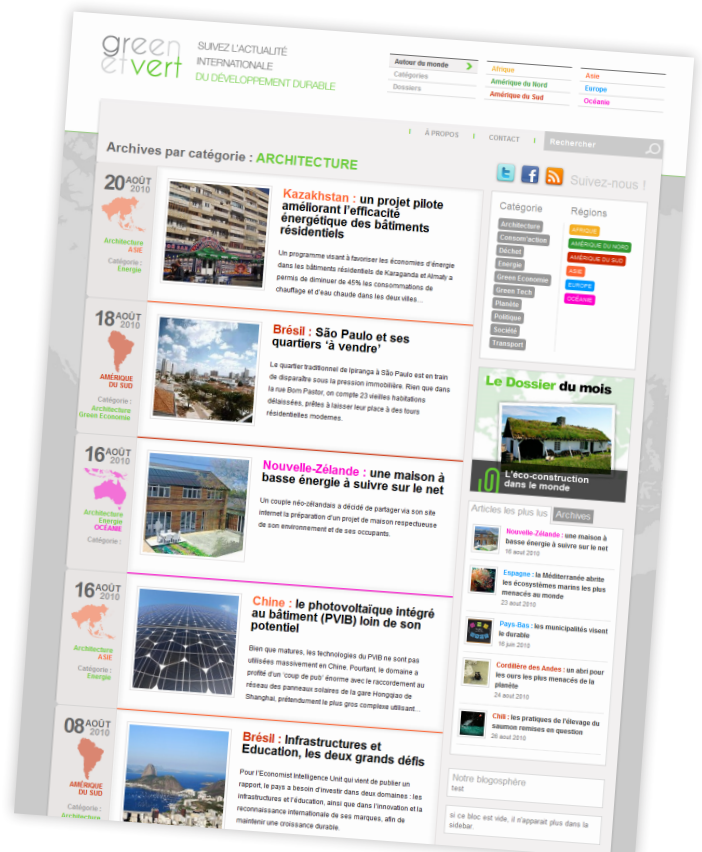 green
etvert
SUIVEZ L'ACTUALITÉ
INTERNATIONALE
DU DÉVELOPPEMENT DURABLE
Autour du monde
Catégories
Dossiers
Afrique
Amérique du Nord
Amérique du Sud
Asie
Europe
Océanie
À PROPOS
CONTACT
Rechercher
Archives par catégorie : ARCHITECTURE
Suivez-nous !
20 AOÛT
2010
Architecture
ASIE
Catégorie :
Energie
Kazakhstan : un projet pilote
améliorant l'efficacité
énergétique des bâtiments
résidentiels
Un programme visant à favoriser les économies d'énergie
dans les bâtiments résidentiels de Karaganda et Almaty a
permis de diminuer de 45% les consommations de
chauffage et d'eau chaude dans les deux villes...
18 AOÛT
2010
AMÉRIQUE
DU SUD
Catégorie :
Architecture
Green Economie
Brésil : São Paulo et ses
quartiers 'à vendre'
Le quartier traditionnel de Ipiranga à São Paulo est en train
de disparaître sous la pression immobilière. Rien que dans
la rue Bom Pastor, on compte 23 vieilles habitations
délaissées, prêtes à laisser leur place à des tours
résidentielles modernes.
16 AOÛT
2010
Architecture
Energie
OCÉANIE
Catégorie :
Nouvelle-Zélande : une maison à
basse énergie à suivre sur le net
Un couple néo-zélandais a décidé de partager via son site
internet la préparation d'un projet de maison respectueuse
de son environnement et de ses occupants.
16 AOÛT
2010
Architecture
ASIE
Catégorie :
Energie
Chine : le photovoltaïque intégré
au bâtiment (PVIB) loin de son
potentiel
Bien que matures, les technologies du PVIB ne sont pas
utilisées massivement en Chine. Pourtant, le domaine a
profité d'un 'coup de pub' énorme avec le raccordement au
réseau des panneaux solaires de la gare Hongqiao de
Shanghai, prétendument le plus gros complexe utilisant...
08 AOÛT
2010
AMÉRIQUE
DU SUD
Catégorie :
Architecture
Brésil : Infrastructures et
Education, les deux grands défis
Pour l'Economist Intelligence Unit qui vient de publier un
rapport, le pays a besoin d'investir dans deux domaines : les
infrastructures et l'éducation, ainsi que dans l'innovation et la
reconnaissance internationale de ses marques, afin de
maintenir une croissance durable.
Catégorie
Architecture
Consom'action
Déchet
Energie
Green Economie
Green Tech
Planète
Politique
Société
Transport
Régions
AFRIQUE
AMÉRIQUE DU NORD
AMÉRIQUE DU SUD
ASIE
EUROPE
OCÉANIE
Le Dossier du mois
L'éco-construction
dans le monde
Articles les plus lus
Archives
Nouvelle-Zélande : une maison à
basse énergie à suivre sur le net
16 aout 2010
Espagne : la Méditerranée abrite
les écosystèmes marins les plus
menacés au monde
23 aout 2010
Pays-Bas : les municipalités visent
le durable
16 juin 2010
Cordillère des Andes : un abri pour
les ours les plus menacés de la
planète
24 aout 2010
Chili : les pratiques de l'élevage du
saumon remises en question
26 aout 2010
Notre blogosphère
test
si ce bloc est vide, il n'apparait plus dans la
sidebar.